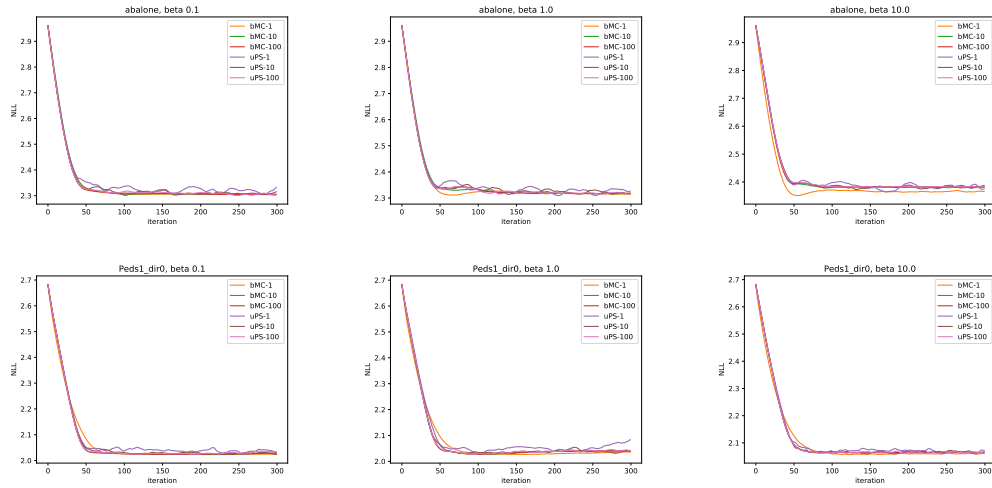 abalone, beta 0.1
NLL
2.9
2.8
2.7
2.6
2.5
2.4
2.3
0 50 100 150 200 250 300
iteration
bMC-1
bMC-10
bMC-100
uPS-1
uPS-10
uPS-100
abalone, beta 1.0
NLL
2.9
2.8
2.7
2.6
2.5
2.4
2.3
0 50 100 150 200 250 300
iteration
bMC-1
bMC-10
bMC-100
uPS-1
uPS-10
uPS-100
abalone, beta 10.0
NLL
2.9
2.8
2.7
2.6
2.5
2.4
0 50 100 150 200 250 300
iteration
bMC-1
bMC-10
bMC-100
uPS-1
uPS-10
uPS-100
Peds1_dir0, beta 0.1
NLL
2.7
2.6
2.5
2.4
2.3
2.2
2.1
2.0
0 50 100 150 200 250 300
iteration
bMC-1
bMC-10
bMC-100
uPS-1
uPS-10
uPS-100
Peds1_dir0, beta 1.0
NLL
2.7
2.6
2.5
2.4
2.3
2.2
2.1
2.0
0 50 100 150 200 250 300
iteration
bMC-1
bMC-10
bMC-100
uPS-1
uPS-10
uPS-100
Peds1_dir0, beta 10.0
NLL
2.7
2.6
2.5
2.4
2.3
2.2
2.1
0 50 100 150 200 250 300
iteration
bMC-1
bMC-10
bMC-100
uPS-1
uPS-10
uPS-100